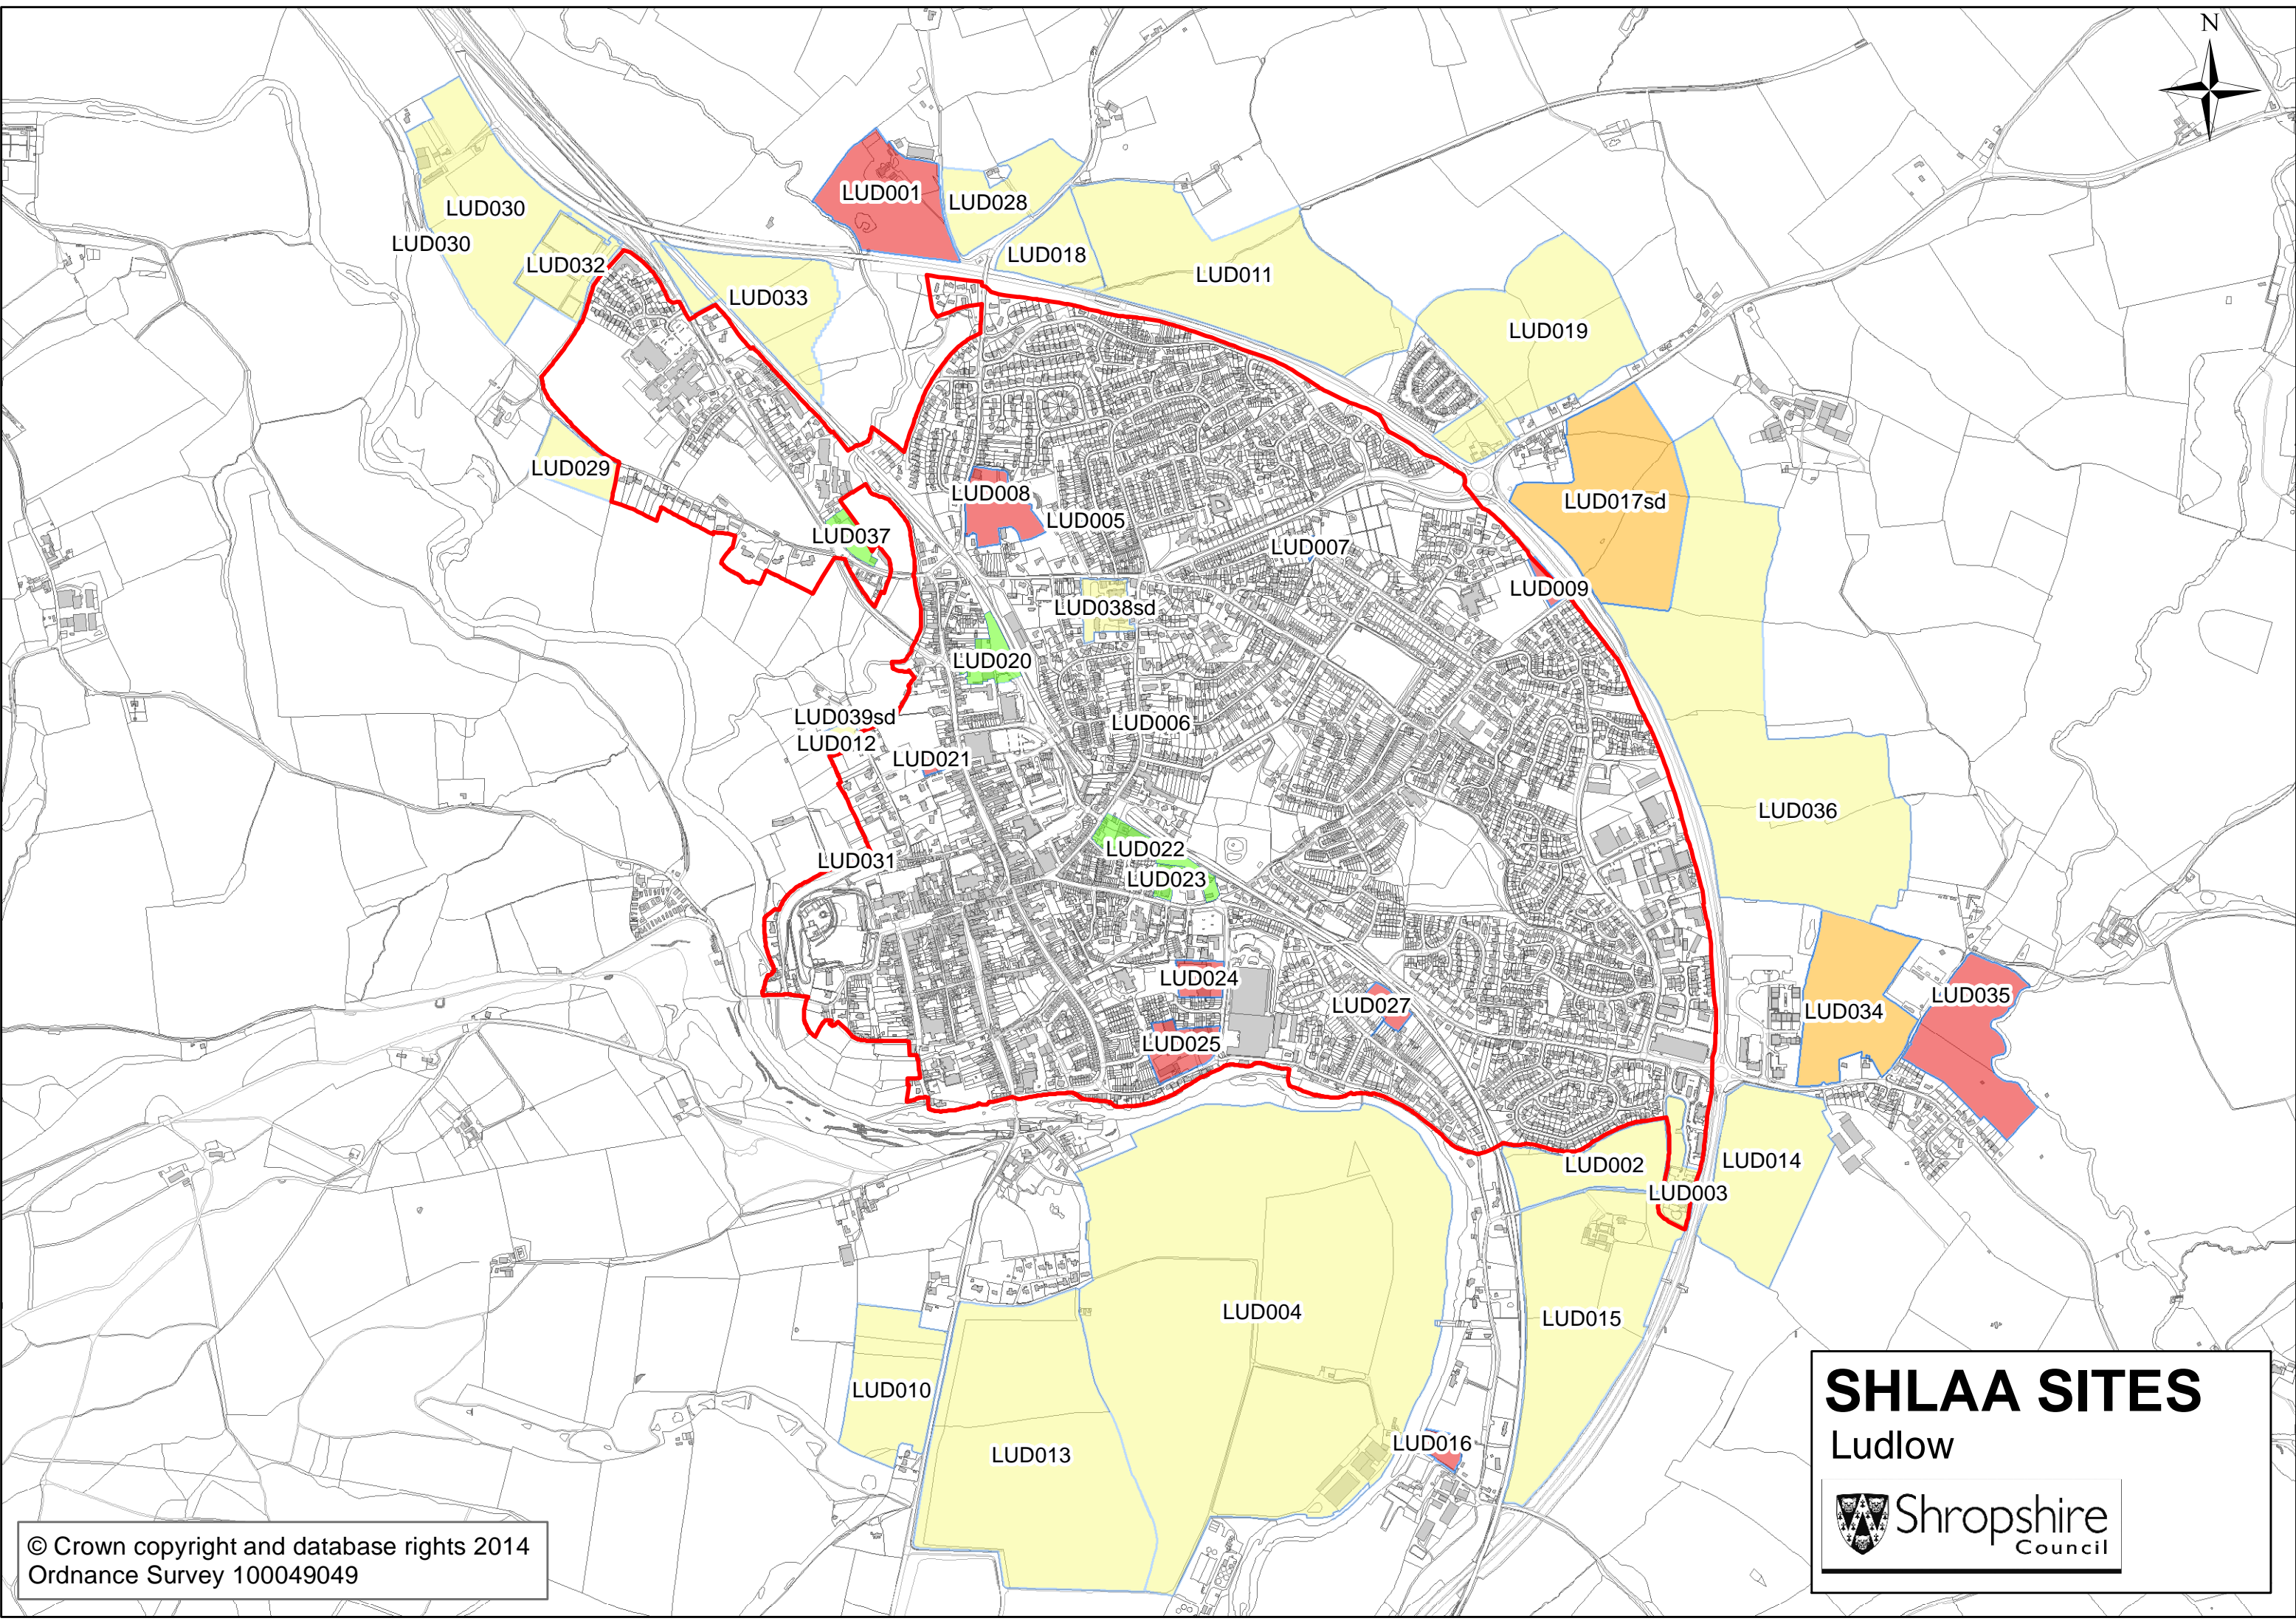 N
LUD001
LUD028
LUD030
LUD030
LUD018
LUD032
LUD011
LUD033
LUD019
LUD029
LUD008
LUD017sd
LUD005
LUD037
LUD007
LUD009
LUD038sd
LUD020
LUD039sd
LUD006
LUD012
LUD021
LUD036
LUD022
LUD031
LUD023
LUD024
LUD035
LUD027
LUD034
LUD025
LUD014
LUD002
LUD003
LUD004
LUD015
LUD010
LUD016
LUD013
SHLAA SITES
Ludlow
Shropshire
Council
© Crown copyright and database rights 2014
Ordnance Survey 100049049